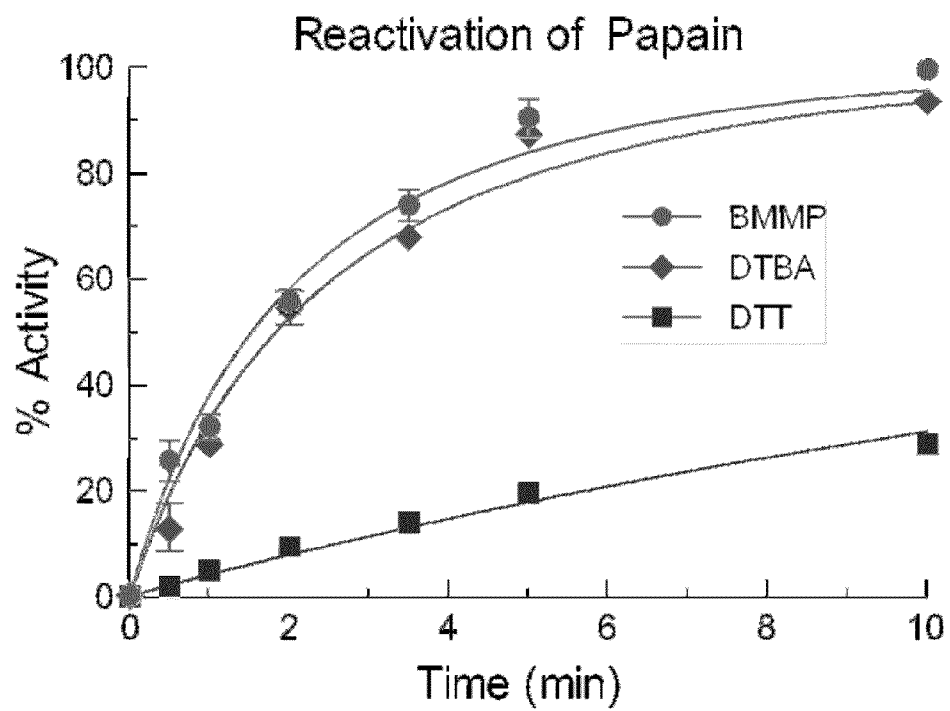 Reactivation of Papain
100
80
60
40
20
0
% Activity
BMMP
DTBA
DTT
0 2 4 6 8 10
Time (min)